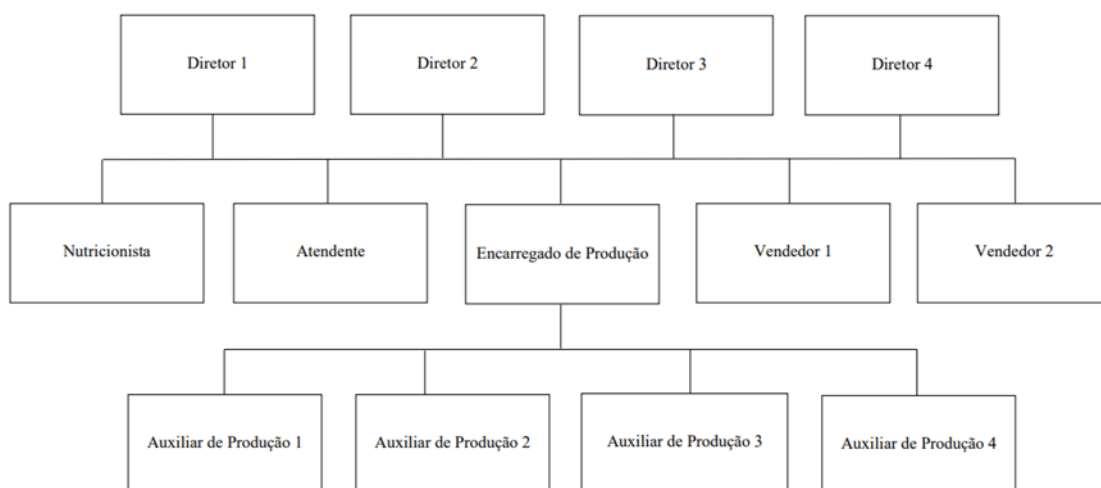 Diretor 1
Diretor 2
Diretor 3
Diretor 4
Nutricionista
Atendente
Encarregado de Produção
Vendedor 1
Vendedor 2
Auxiliar de Produção 1
Auxiliar de Produção 2
Auxiliar de Produção 3
Auxiliar de Produção 4